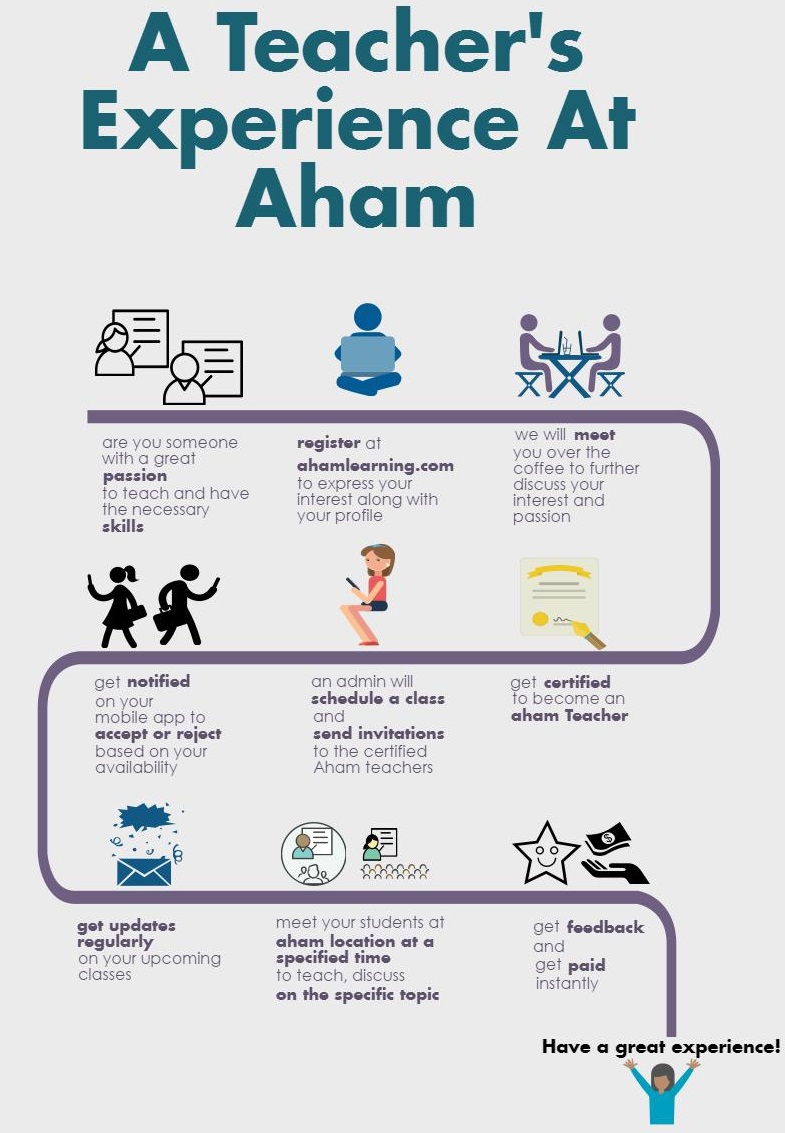 A Teacher's
Experience At
Aham
are you someone
with a great
passion
to teach and have
the necessary
skills
register at
ahamlearning.com
to express your
interest along with
your profile
we will meet
you over the
coffee to further
discuss your
interest and
passion
get certified
to become an
aham Teacher
an admin will
schedule a class
and
send invitations
to the certified
Aham teachers
get notified
on your
mobile app to
accept or reject
based on your
availability
get updates
regularly
on your upcoming
classes
meet your students at
aham location at a
specified time
to teach, discuss
on the specific topic
$
get feedback
and
get paid
instantly
Have a great experience!